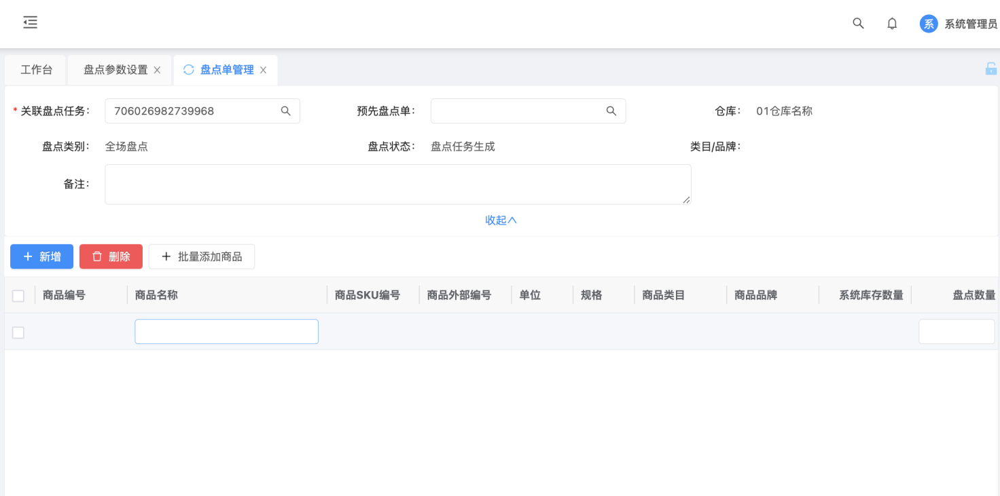 系 系统管理员
工作台 盘点参数设置 盘点单管理
* 关联盘点任务: 706026982739968 预先盘点单: 仓库: 01仓库名称
盘点类别: 全场盘点 盘点状态: 盘点任务生成 类目/品牌:
备注:
收起
新增 删除 批量添加商品
商品编号 商品名称 商品SKU编号 商品外部编号 单位 规格 商品类目 商品品牌 系统库存数量 盘点数量